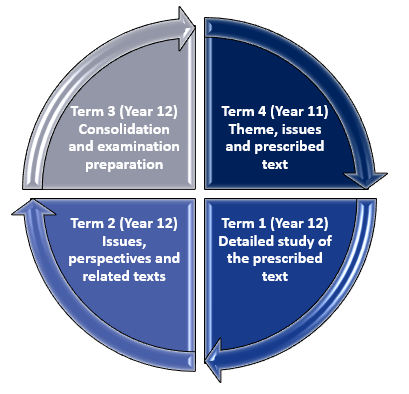 Term 3 (Year 12)
Consolidation
and examination
preparation
Term 4 (Year 11)
Theme, issues
and prescribed
text
Term 2 (Year 12)
Issues,
perspectives and
related texts
Term 1 (Year 12)
Detailed study of
the prescribed
text